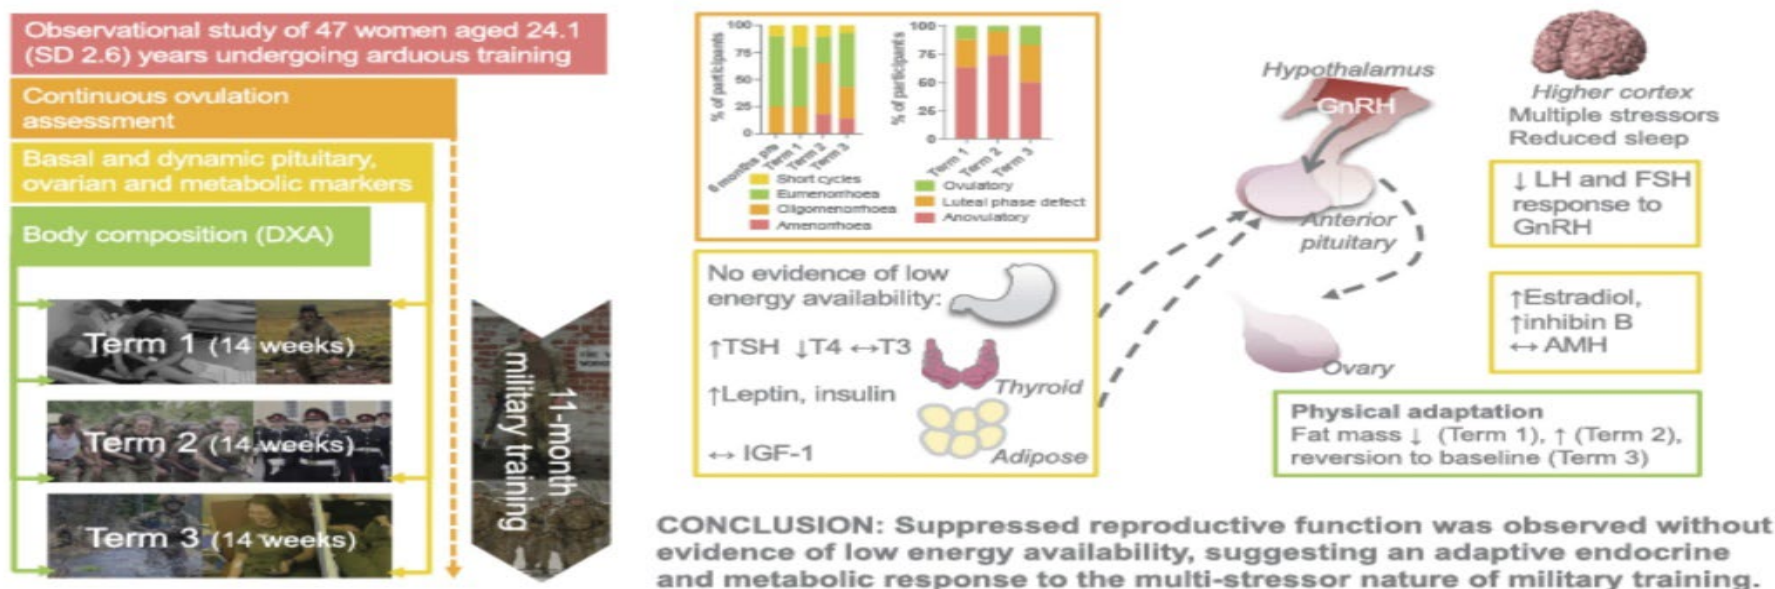 Observational study of 47 women aged 24.1
(SD 2.6) years undergoing arduous training
Continuous ovulation
assessment
Basal and dynamic pituitary,
ovarian and metabolic markers
Body composition (DXA)
Term 1 (14 weeks)
Term 2 (14 weeks)
Term 3 (14 weeks)
11-month
military training
% of participants
100
75
50
25
0
6 months pre
Term 1
Term 2
Term 3
Short cycles
Eumenorrhoea
Oligomenorrhoea
Amenorrhoea
% of participants
100
75
50
25
0
Term 1
Term 2
Term 3
Ovulatory
Luteal phase defect
Anovulatory
No evidence of low
energy availability:
↑TSH ↓T4 ↔T3
↑Leptin, insulin
↔ IGF-1
Thyroid
Adipose
Hypothalamus
GnRH
Anterior
pituitary
Ovary
Higher cortex
Multiple stressors
Reduced sleep
↓ LH and FSH
response to
GnRH
↑Estradiol,
↑inhibin B
↔ AMH
Physical adaptation
Fat mass ↓ (Term 1), ↑ (Term 2),
reversion to baseline (Term 3)
CONCLUSION: Suppressed reproductive function was observed without
evidence of low energy availability, suggesting an adaptive endocrine
and metabolic response to the multi-stressor nature of military training.